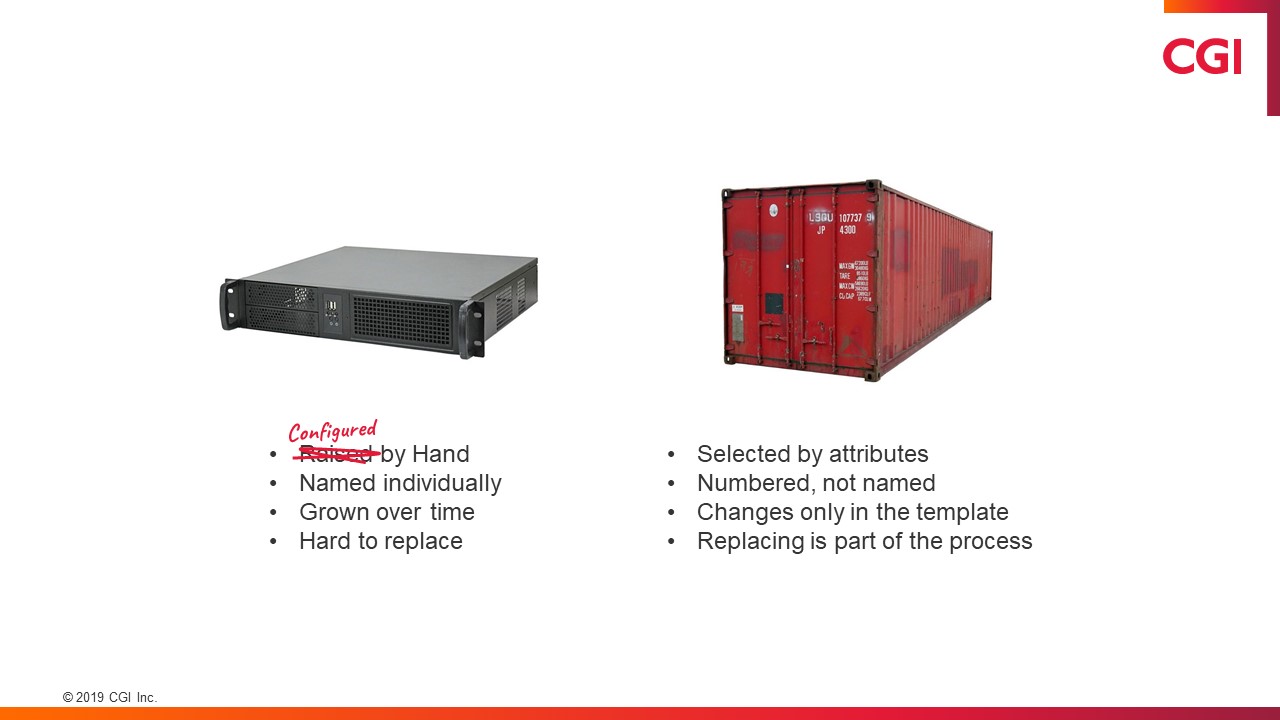 CGI
107737 9
JP 4300
Configured
• Raised by Hand
• Named individually
• Grown over time
• Hard to replace
• Selected by attributes
• Numbered, not named
• Changes only in the template
• Replacing is part of the process
© 2019 CGI Inc.